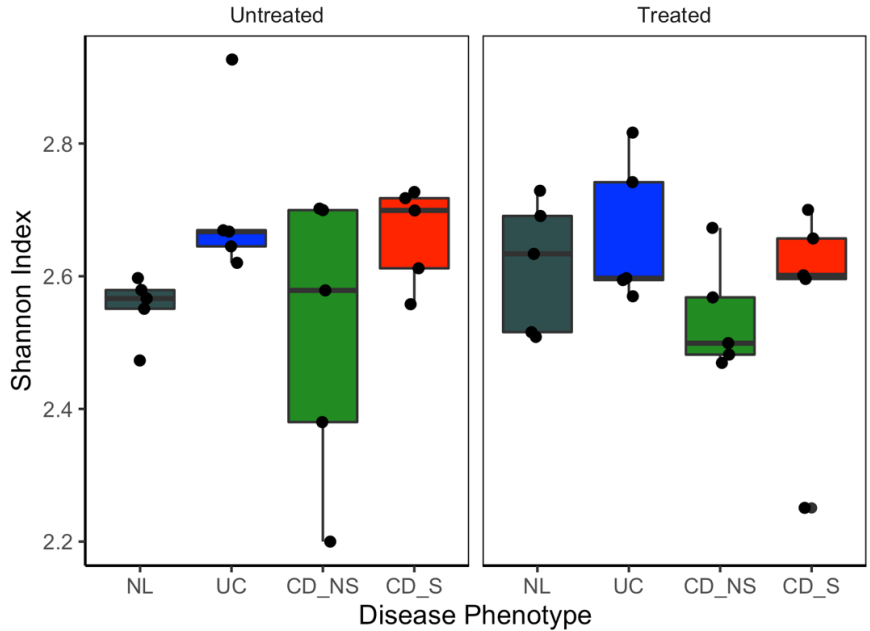 Untreated Treated
Shannon Index
2.8
2.6
2.4
2.2
NL UC CD_NS CD_S NL UC CD_NS CD_S
Disease Phenotype